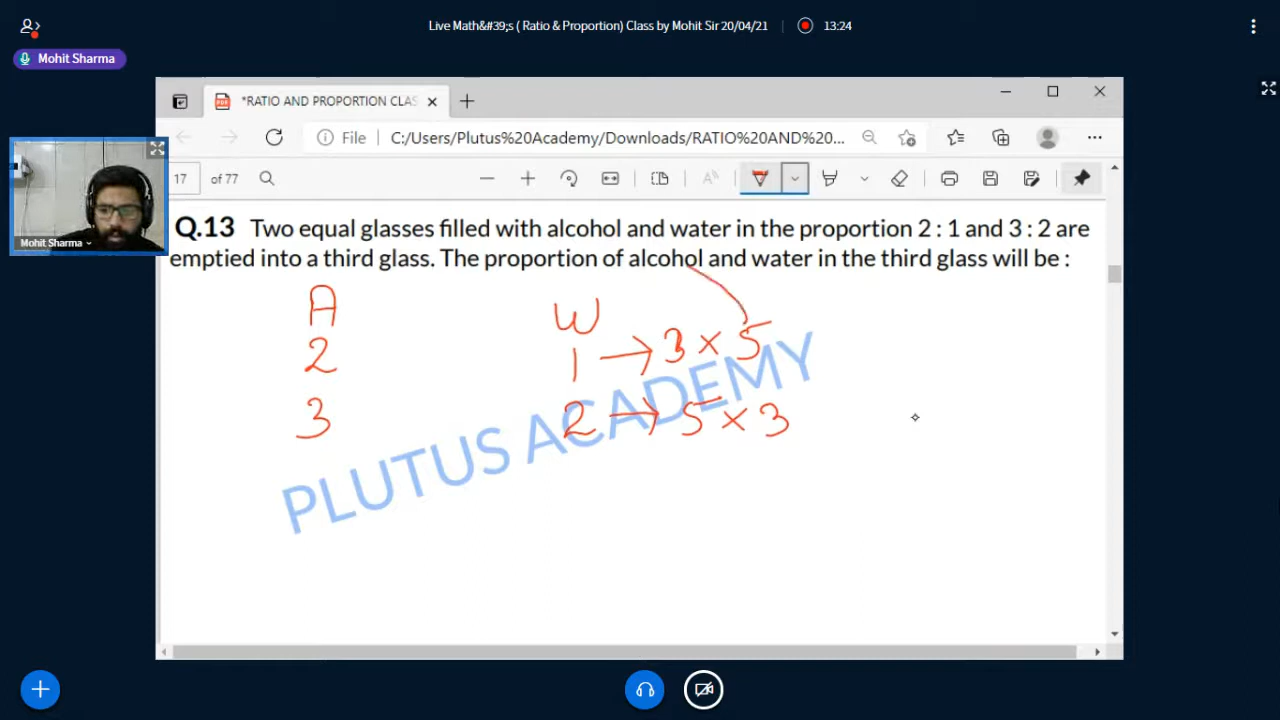 Live Math&#39;s ( Ratio & Proportion) Class by Mohit Sir 20/04/21 13:24
Mohit Sharma
*RATIO AND PROPORTION CLAS
File C:/Users/Plutus%20Academy/Downloads/RATIO%20AND%20...
17 of 77
Mohit Sharma
Q.13 Two equal glasses filled with alcohol and water in the proportion 2 : 1 and 3 : 2 are
emptied into a third glass. The proportion of alcohol and water in the third glass will be :
A W
2 1 → 3 × 5
3 2 → 5 × 3
PLUTUS ACADEMY